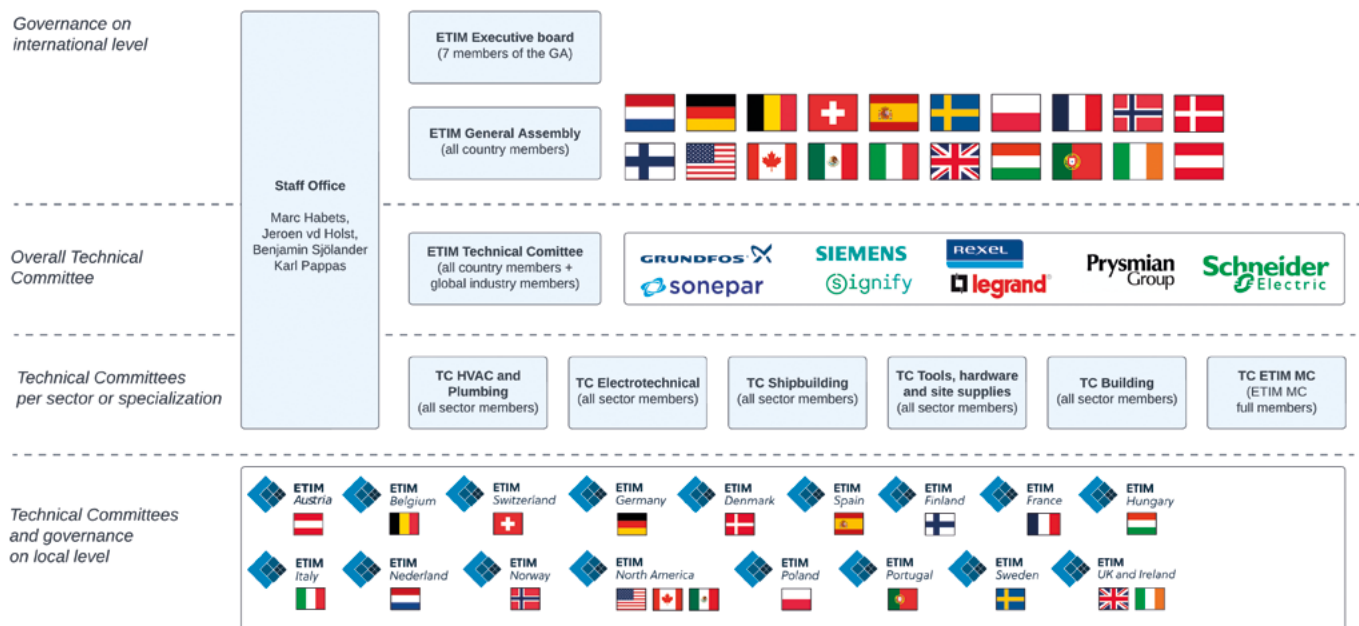 Governance on
international level
ETIM Executive board
(7 members of the GA)
ETIM General Assembly
(all country members)
Staff Office
Marc Habets,
Jeroen vd Holst,
Benjamin Sjölander
Karl Pappas
Overall Technical
Committee
ETIM Technical Comittee
(all country members +
global industry members)
GRUNDFOS
SIEMENS
REXEL
Prysmian
Group
Schneider
Electric
sonepar
Signify
legrand®
Technical Committees
per sector or specialization
TC HVAC and
Plumbing
(all sector members)
TC Electrotechnical
(all sector members)
TC Shipbuilding
(all sector members)
TC Tools, hardware
and site supplies
(all sector members)
TC Building
(all sector members)
TC ETIM MC
(ETIM MC
full members)
Technical Committees
and governance
on local level
ETIM
Austria
ETIM
Belgium
ETIM
Switzerland
ETIM
Germany
ETIM
Denmark
ETIM
Spain
ETIM
Finland
ETIM
France
ETIM
Hungary
ETIM
Italy
ETIM
Nederland
ETIM
Norway
ETIM
North America
ETIM
Poland
ETIM
Portugal
ETIM
Sweden
ETIM
UK and Ireland